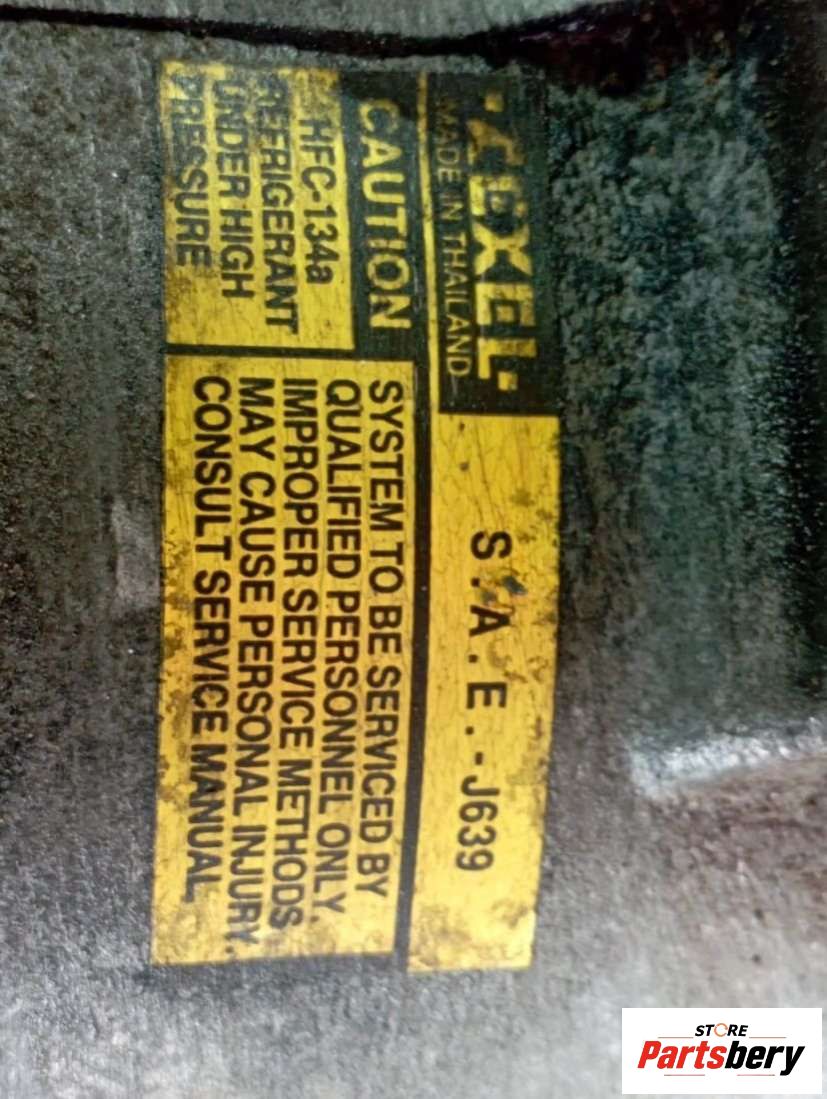 ·ZEXEL·
MADE IN THAILAND
S.A.E.-J639
CAUTION
HFC-134a
REFRIGERANT
UNDER HIGH
PRESSURE
SYSTEM TO BE SERVICED BY
QUALIFIED PERSONNEL ONLY.
IMPROPER SERVICE METHODS
MAY CAUSE PERSONAL INJURY.
CONSULT SERVICE MANUAL.
STORE
Partsbery